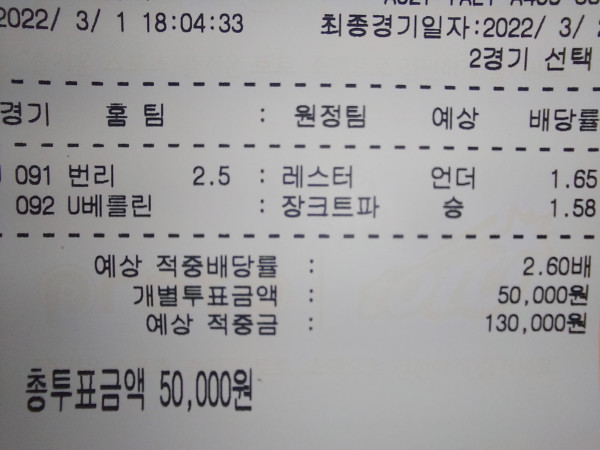 2022/ 3/ 1 18:04:33 최종경기일자:2022/ 3/
2경기 선택
경기 홈 팀 : 원정팀 예상 배당률
091 번리 2.5 : 레스터 언더 1.65
092 U베를린 : 장크트파 승 1.58
예상 적중배당률 : 2.60배
개별투표금액 : 50,000원
예상 적중금 : 130,000원
총투표금액 50,000원